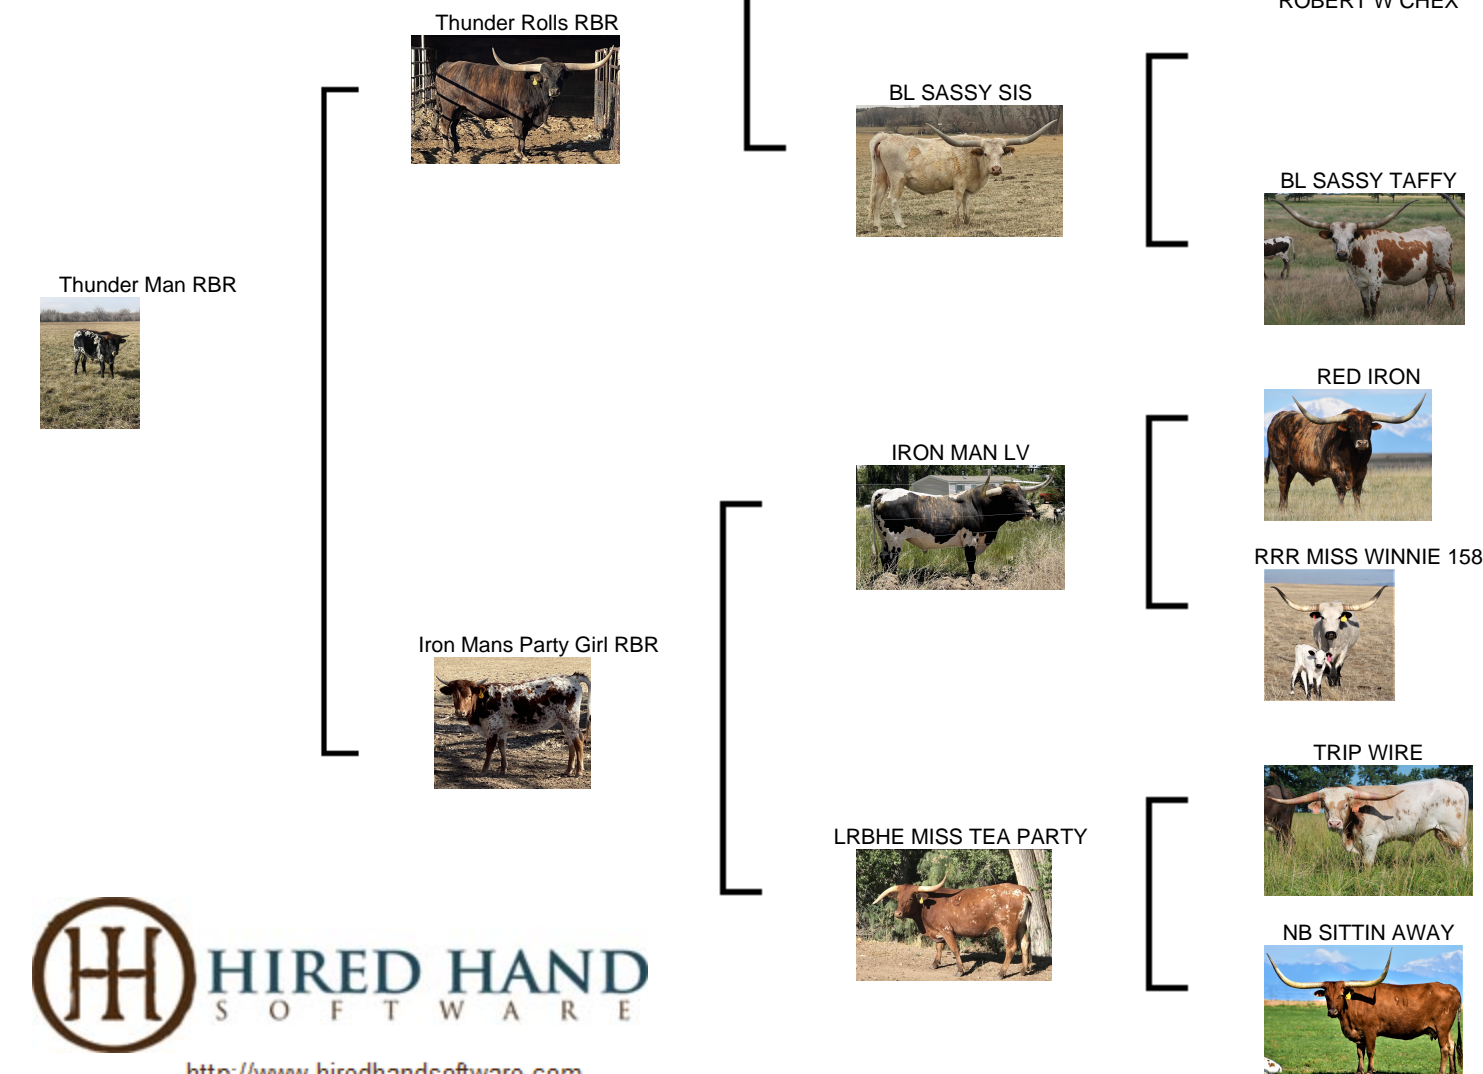 ROBERT W CHEX
Thunder Rolls RBR
BL SASSY SIS
BL SASSY TAFFY
Thunder Man RBR
RED IRON
IRON MAN LV
RRR MISS WINNIE 158
Iron Mans Party Girl RBR
TRIP WIRE
LRBHE MISS TEA PARTY
NB SITTIN AWAY
HIRED HAND
SOFTWARE
http://www.hiredhandsoftware.com